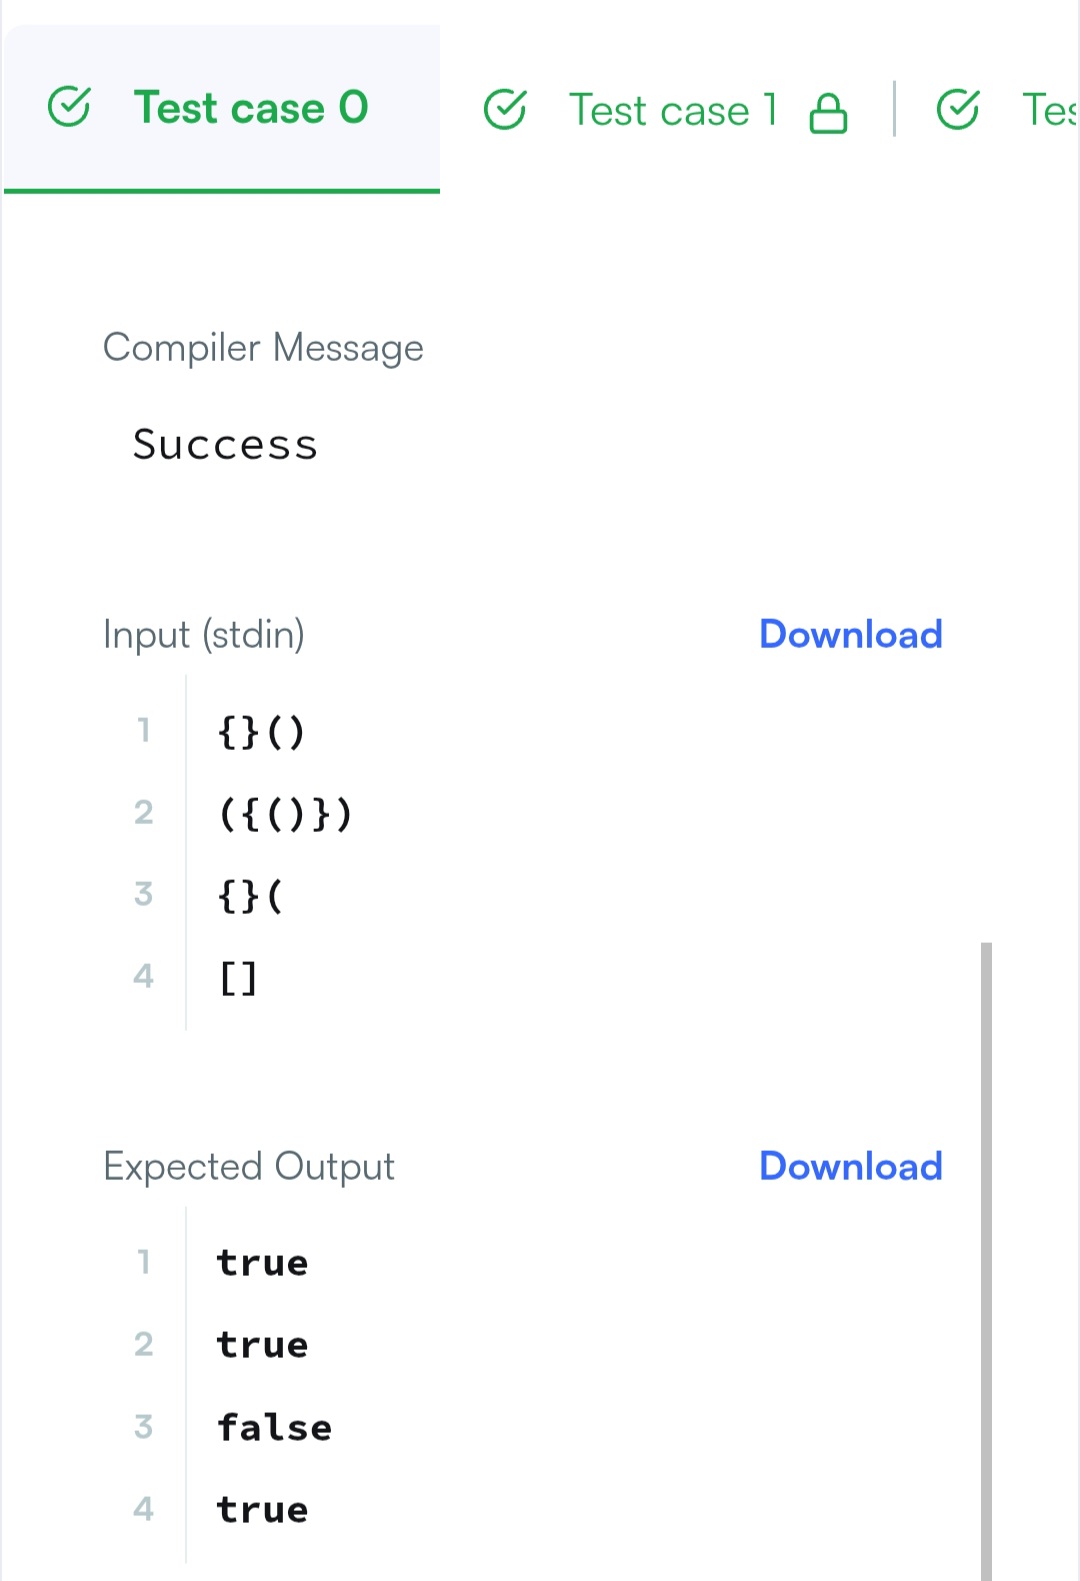 Test case 0 Test case 1
Compiler Message
Success
Input (stdin) Download
1 {}()
2 ({()})
3 {}(
4 []
Expected Output Download
1 true
2 true
3 false
4 true